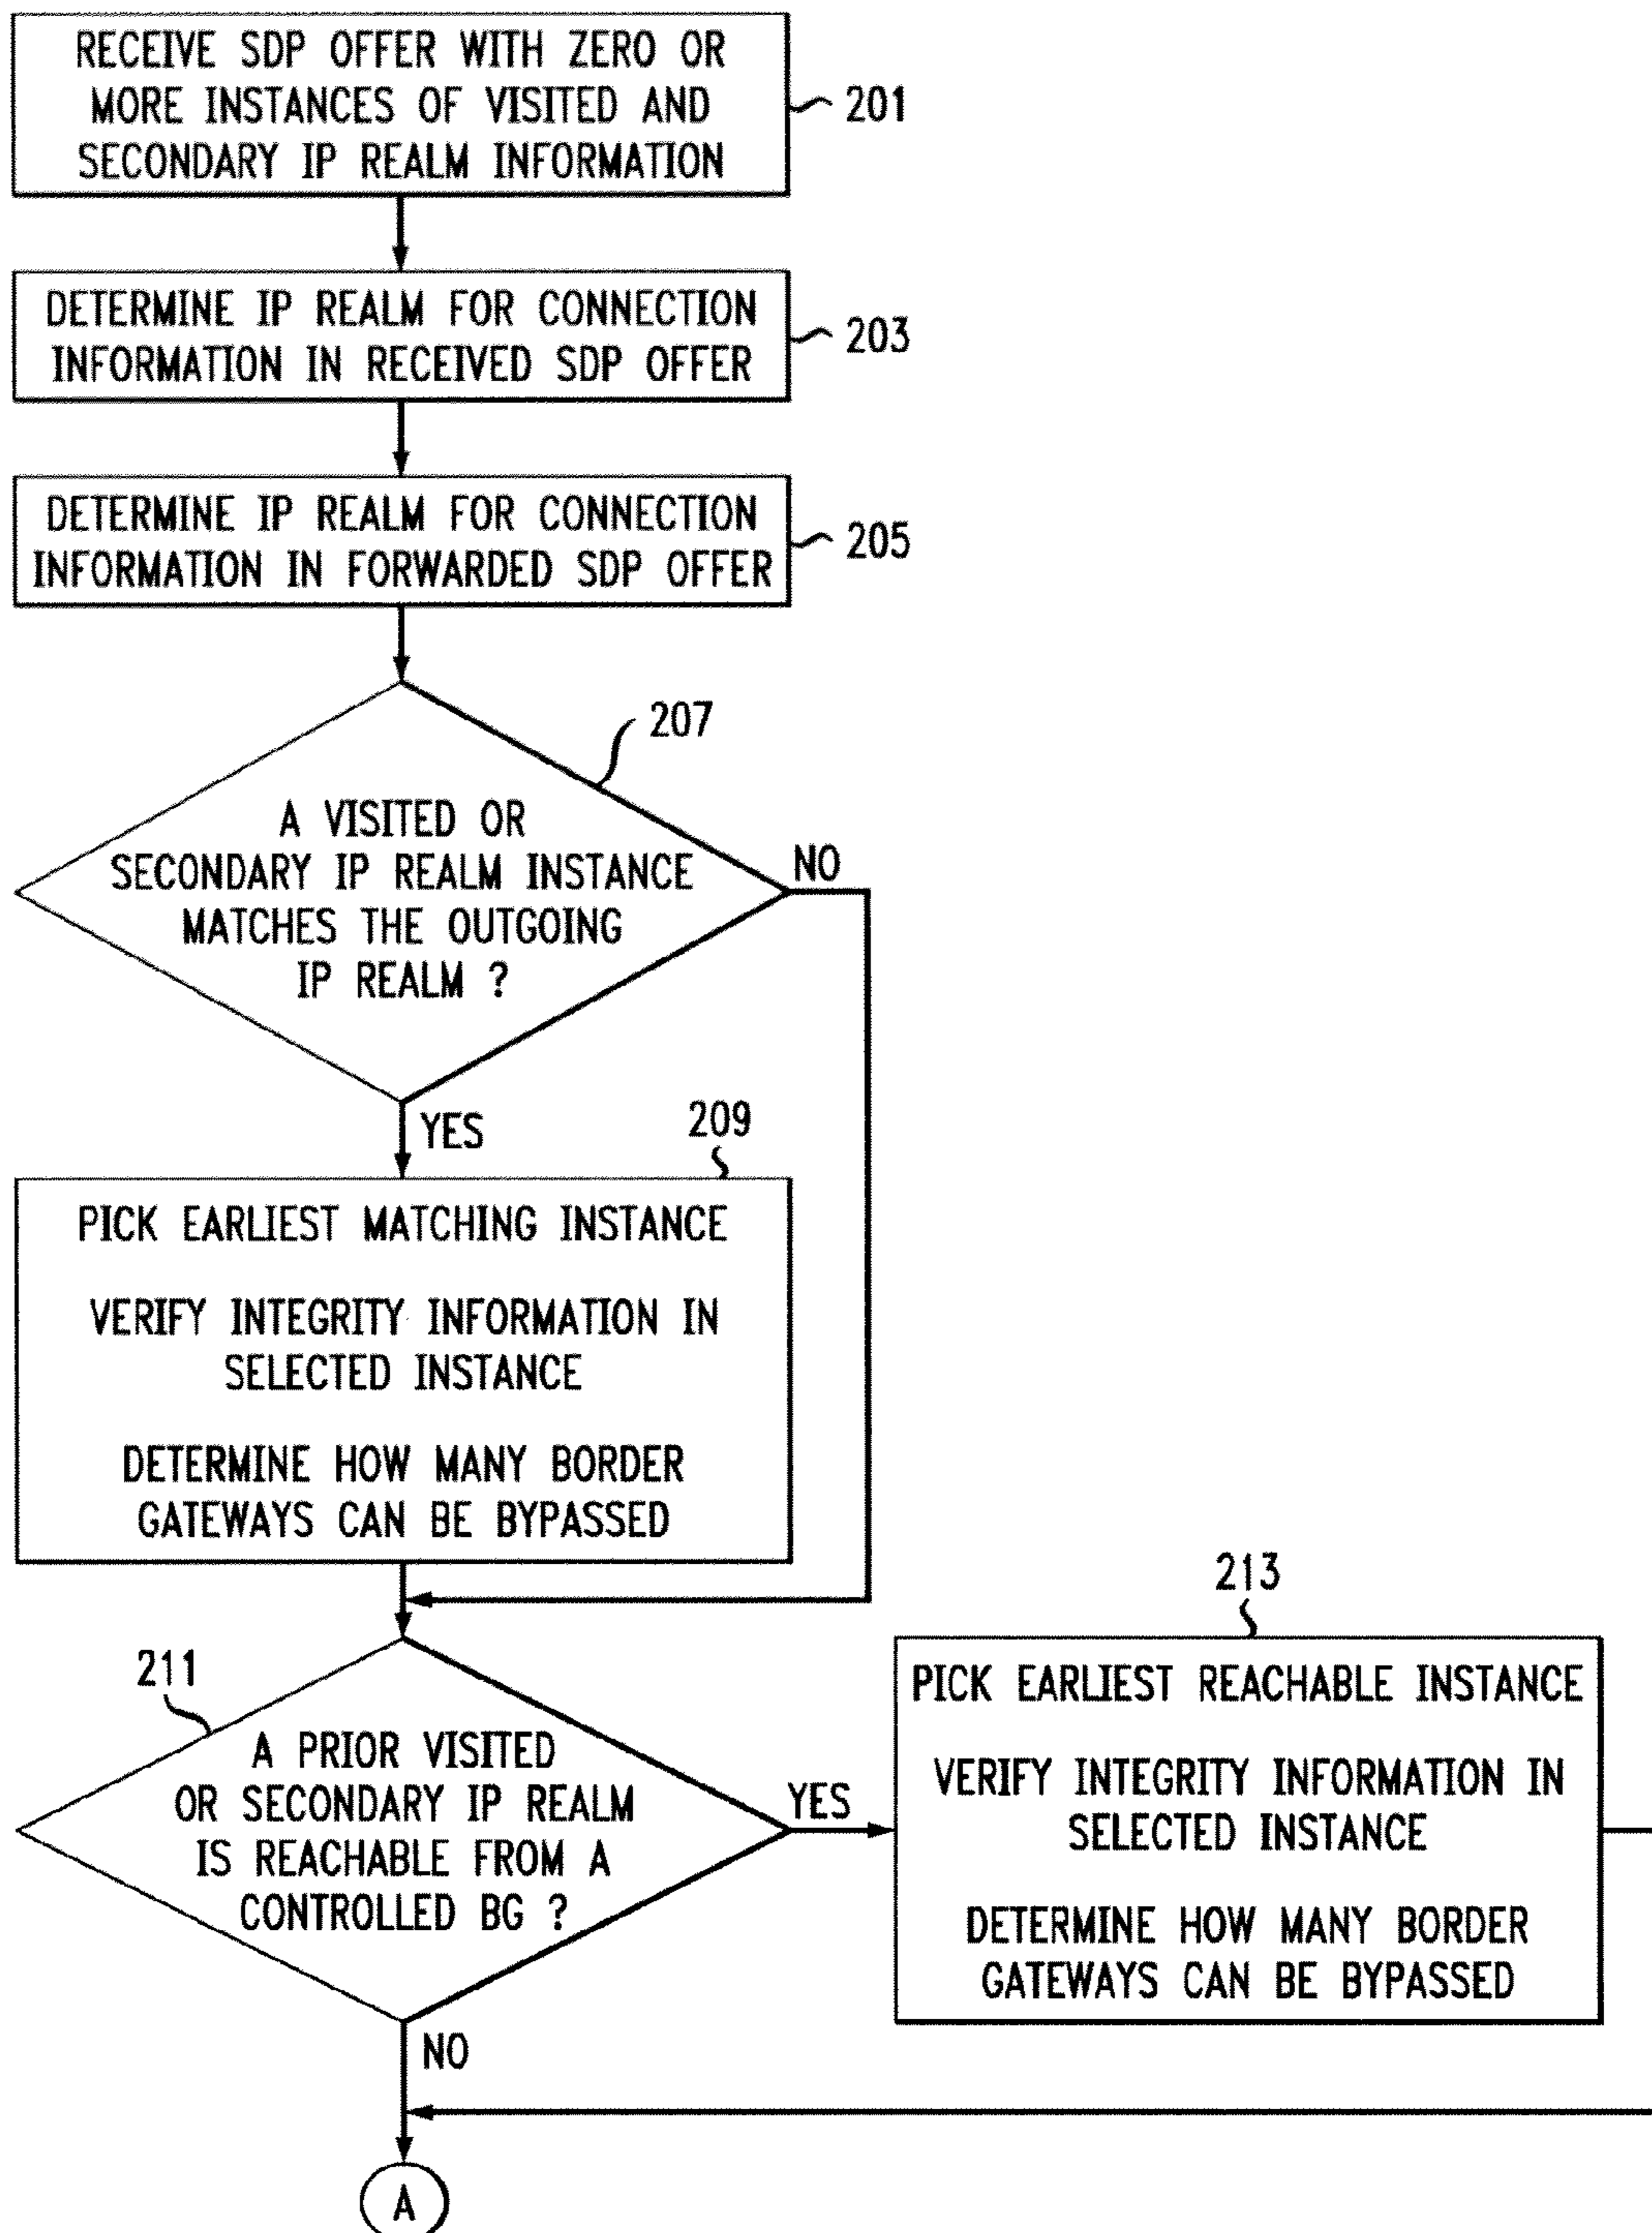 RECEIVE SDP OFFER WITH ZERO OR
MORE INSTANCES OF VISITED AND
SECONDARY IP REALM INFORMATION
201
DETERMINE IP REALM FOR CONNECTION
INFORMATION IN RECEIVED SDP OFFER
203
DETERMINE IP REALM FOR CONNECTION
INFORMATION IN FORWARDED SDP OFFER
205
207
A VISITED OR
SECONDARY IP REALM INSTANCE
MATCHES THE OUTGOING
IP REALM ?
NO
YES
209
PICK EARLIEST MATCHING INSTANCE
VERIFY INTEGRITY INFORMATION IN
SELECTED INSTANCE
DETERMINE HOW MANY BORDER
GATEWAYS CAN BE BYPASSED
211
A PRIOR VISITED
OR SECONDARY IP REALM
IS REACHABLE FROM A
CONTROLLED BG ?
YES
213
PICK EARLIEST REACHABLE INSTANCE
VERIFY INTEGRITY INFORMATION IN
SELECTED INSTANCE
DETERMINE HOW MANY BORDER
GATEWAYS CAN BE BYPASSED
NO
A